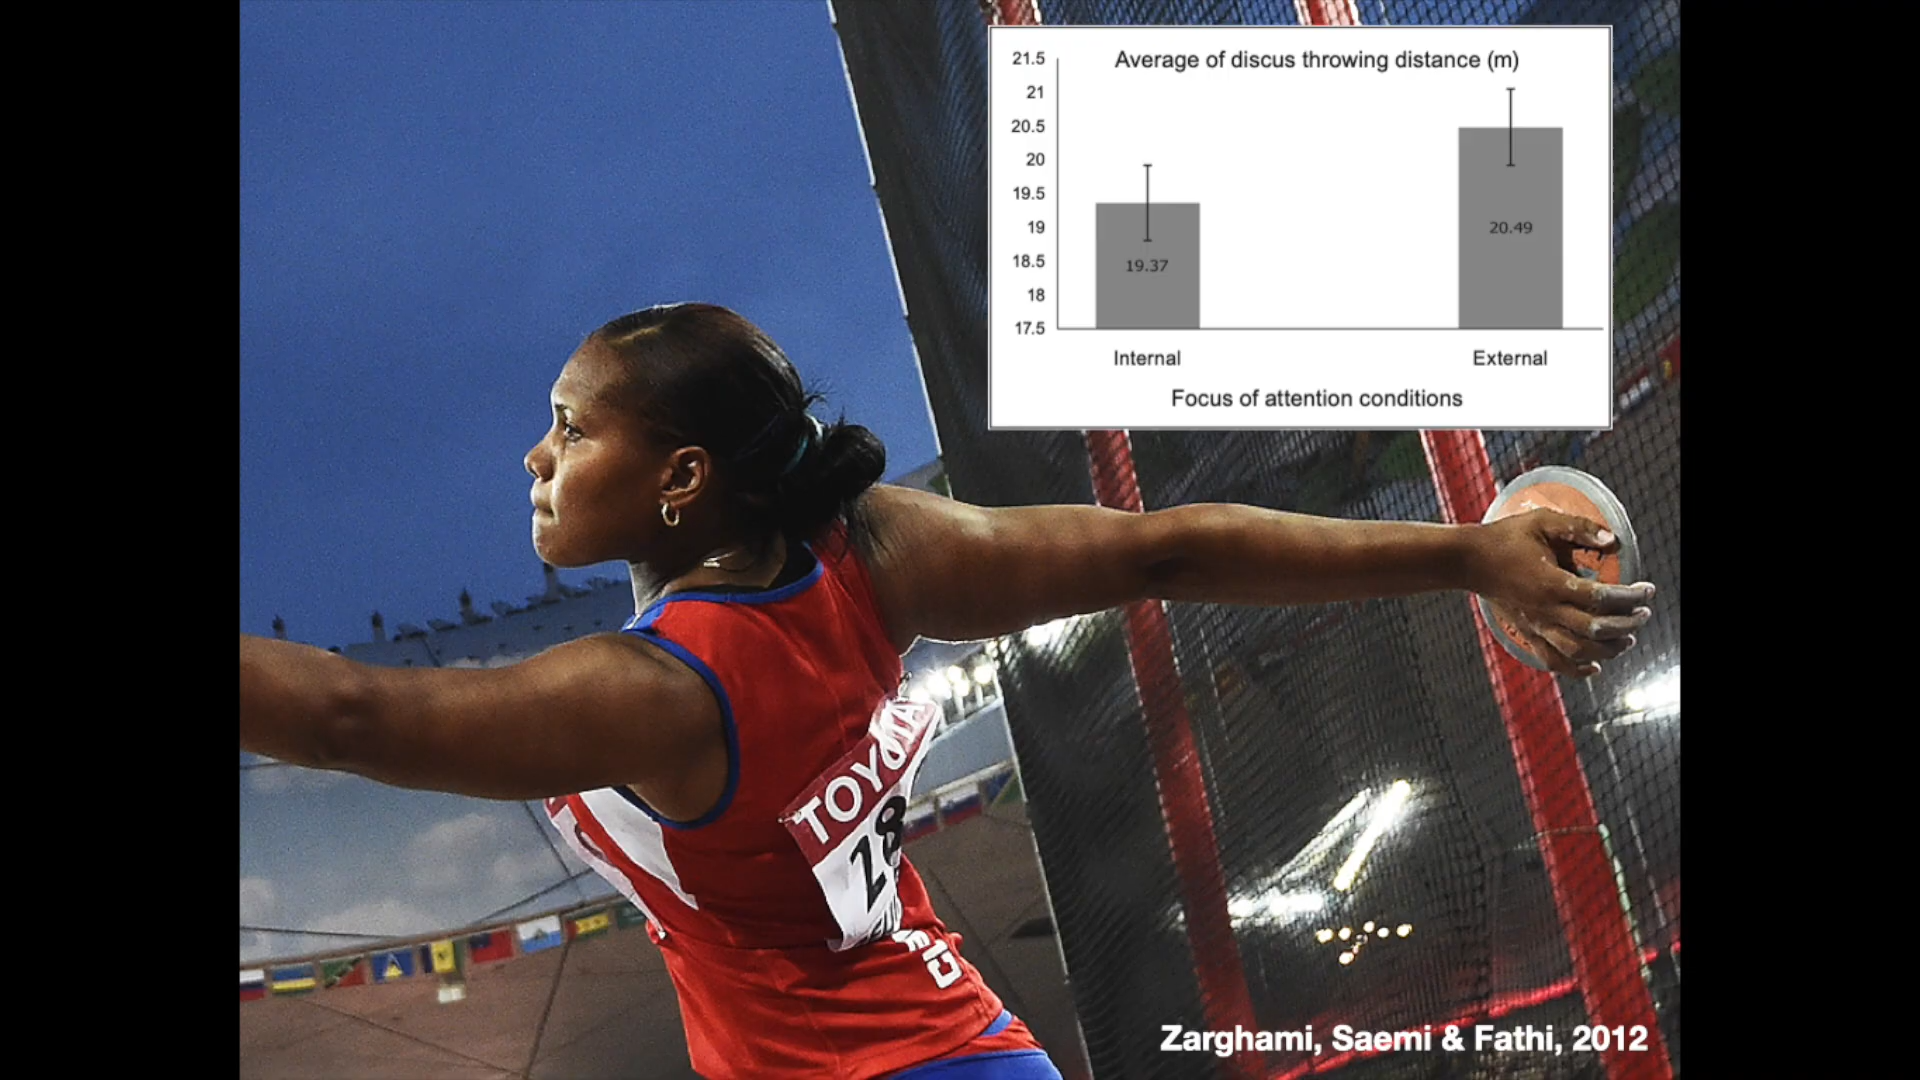 Average of discus throwing distance (m)
21.5
21
20.5
20
19.5
19
18.5
18
17.5
19.37
20.49
Internal External
Focus of attention conditions
TOYOTA
28
Zarghami, Saemi & Fathi, 2012